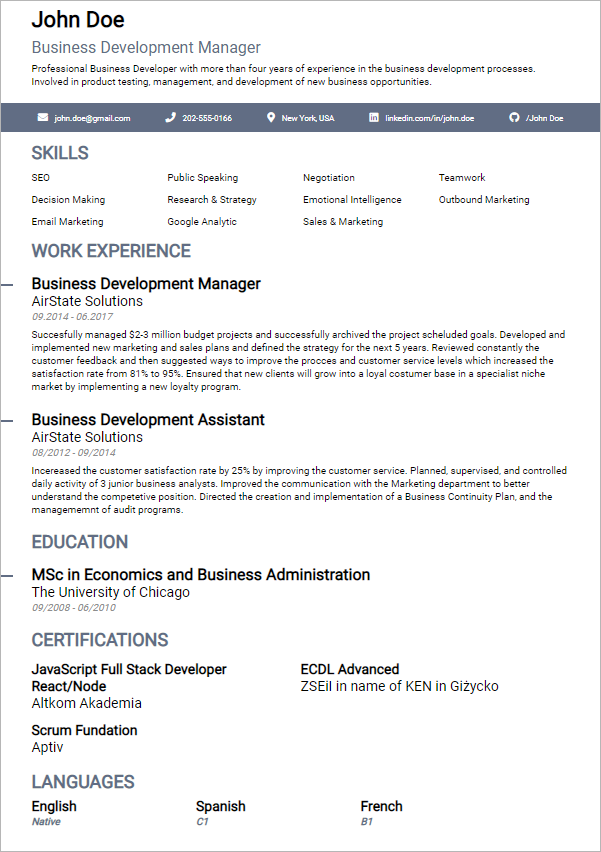 John Doe
Business Development Manager
Professional Business Developer with more than four years of experience in the business development processes.
Involved in product testing, management, and development of new business opportunities.
john.doe@gmail.com 202-555-0166 New York, USA linkedin.com/in/john.doe /John Doe
SKILLS
SEO Public Speaking Negotiation Teamwork
Decision Making Research & Strategy Emotional Intelligence Outbound Marketing
Email Marketing Google Analytic Sales & Marketing
WORK EXPERIENCE
Business Development Manager
AirState Solutions
09.2014 - 06.2017
Succesfully managed $2-3 million budget projects and successfully archived the project scheluded goals. Developed and
implemented new marketing and sales plans and defined the strategy for the next 5 years. Reviewed constantly the
customer feedback and then suggested ways to improve the procces and customer service levels which increased the
satisfaction rate from 81% to 95%. Ensured that new clients will grow into a loyal costumer base in a specialist niche
market by implementing a new loyalty program.
Business Development Assistant
AirState Solutions
08/2012 - 09/2014
Incereased the customer satisfaction rate by 25% by improving the customer service. Planned, supervised, and controlled
daily activity of 3 junior business analysts. Improved the communication with the Marketing department to better
understand the competetive position. Directed the creation and implementation of a Business Continuity Plan, and the
managememnt of audit programs.
EDUCATION
MSc in Economics and Business Administration
The University of Chicago
09/2008 - 06/2010
CERTIFICATIONS
JavaScript Full Stack Developer
React/Node
Altkom Akademia
ECDL Advanced
ZSEiI in name of KEN in Giżycko
Scrum Fundation
Aptiv
LANGUAGES
English Spanish French
Native C1 B1